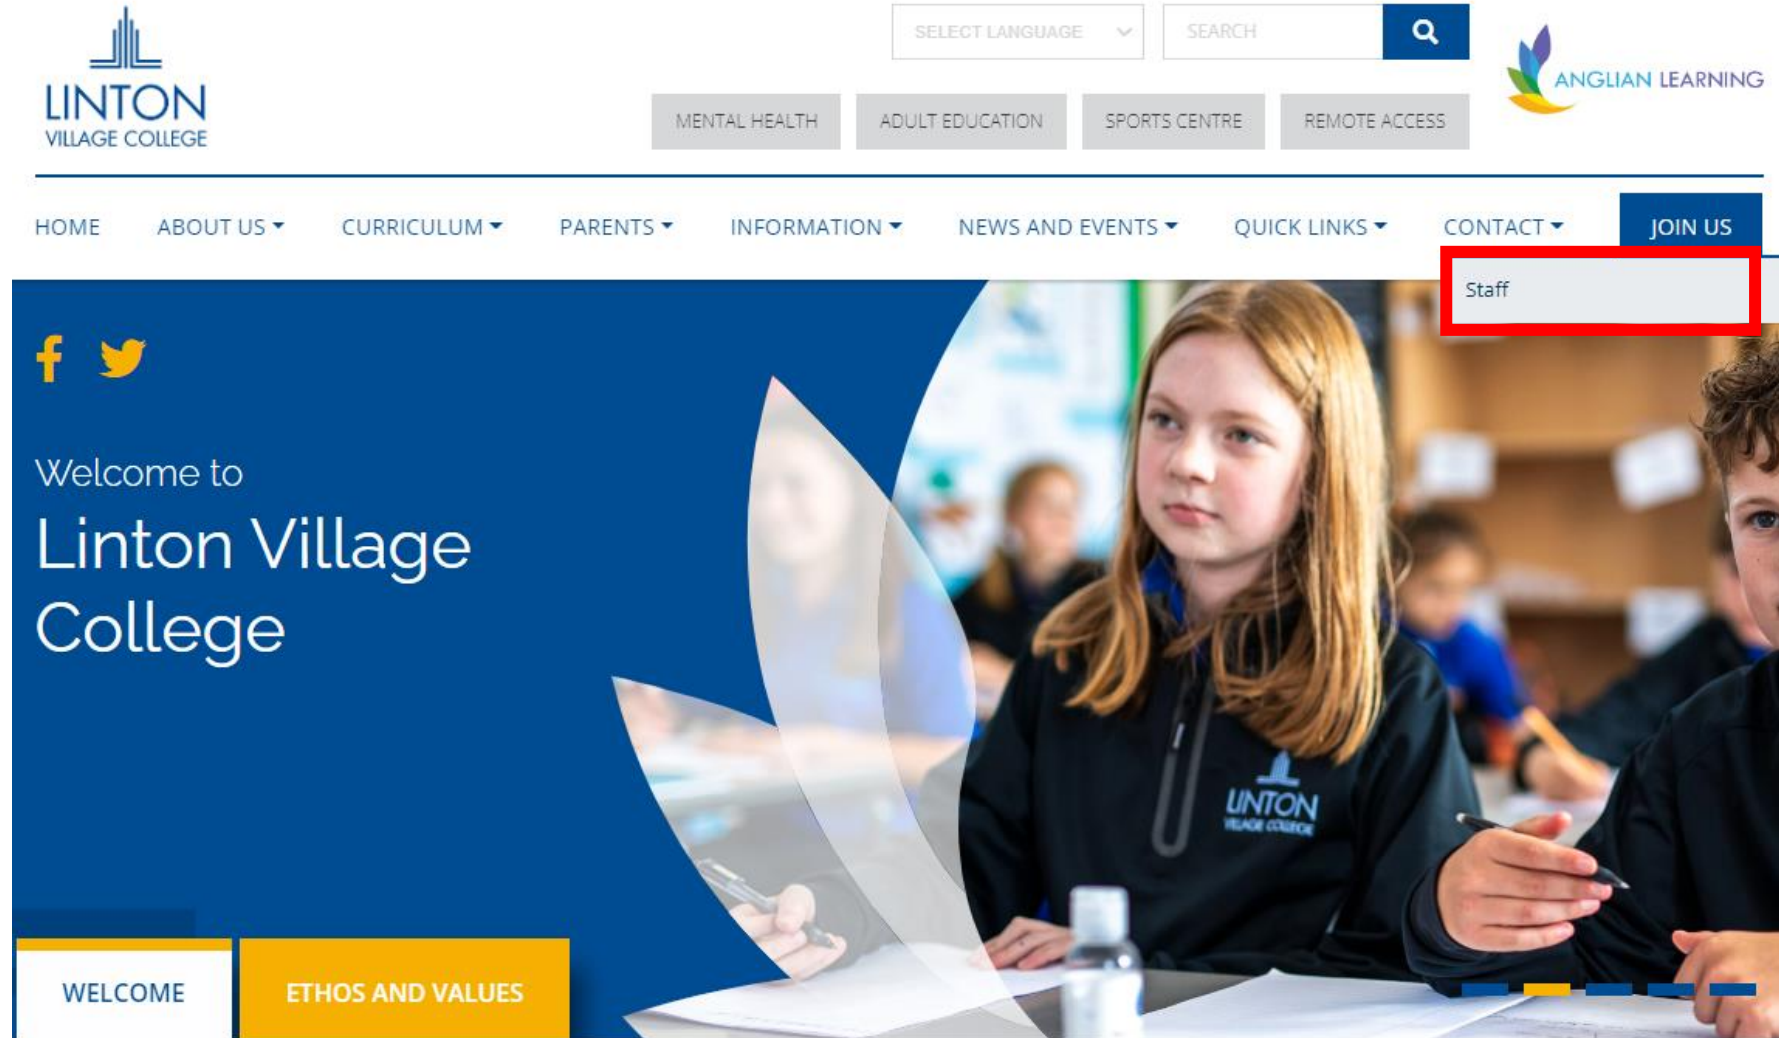 LINTON
VILLAGE COLLEGE
SELECT LANGUAGE
SEARCH
ANGLIAN LEARNING
MENTAL HEALTH
ADULT EDUCATION
SPORTS CENTRE
REMOTE ACCESS
HOME
ABOUT US
CURRICULUM
PARENTS
INFORMATION
NEWS AND EVENTS
QUICK LINKS
CONTACT
JOIN US
Staff
Welcome to
Linton Village
College
LINTON
VILLAGE COLLEGE
WELCOME
ETHOS AND VALUES